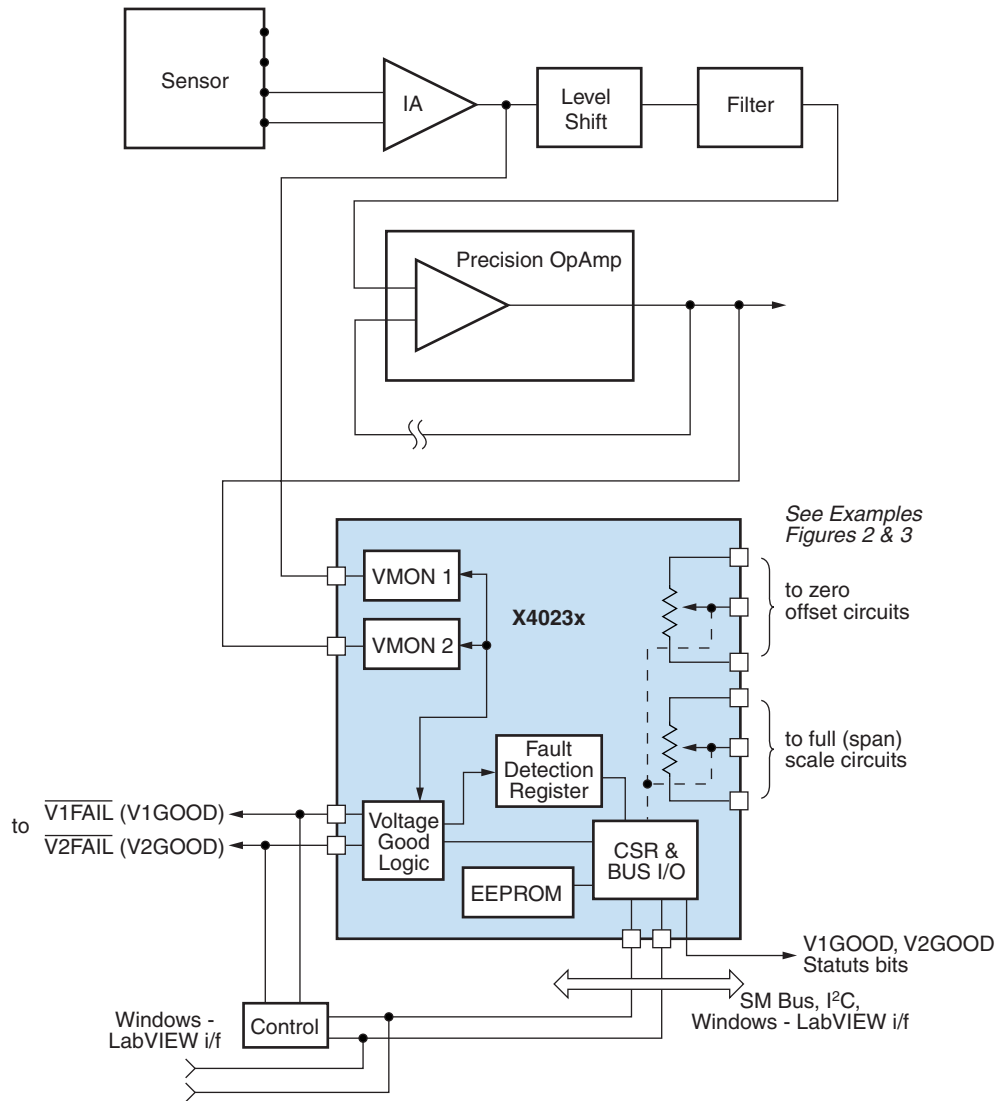 Sensor
IA
Level
Shift
Filter
Precision OpAmp
See Examples
Figures 2 & 3
VMON 1
VMON 2
X4023x
to zero
offset circuits
to full (span)
scale circuits
Fault
Detection
Register
to
V1FAIL (V1GOOD)
V2FAIL (V2GOOD)
Voltage
Good
Logic
CSR &
BUS I/O
EEPROM
V1GOOD, V2GOOD
Statuts bits
SM Bus, I²C,
Windows - LabVIEW i/f
Windows -
LabVIEW i/f
Control